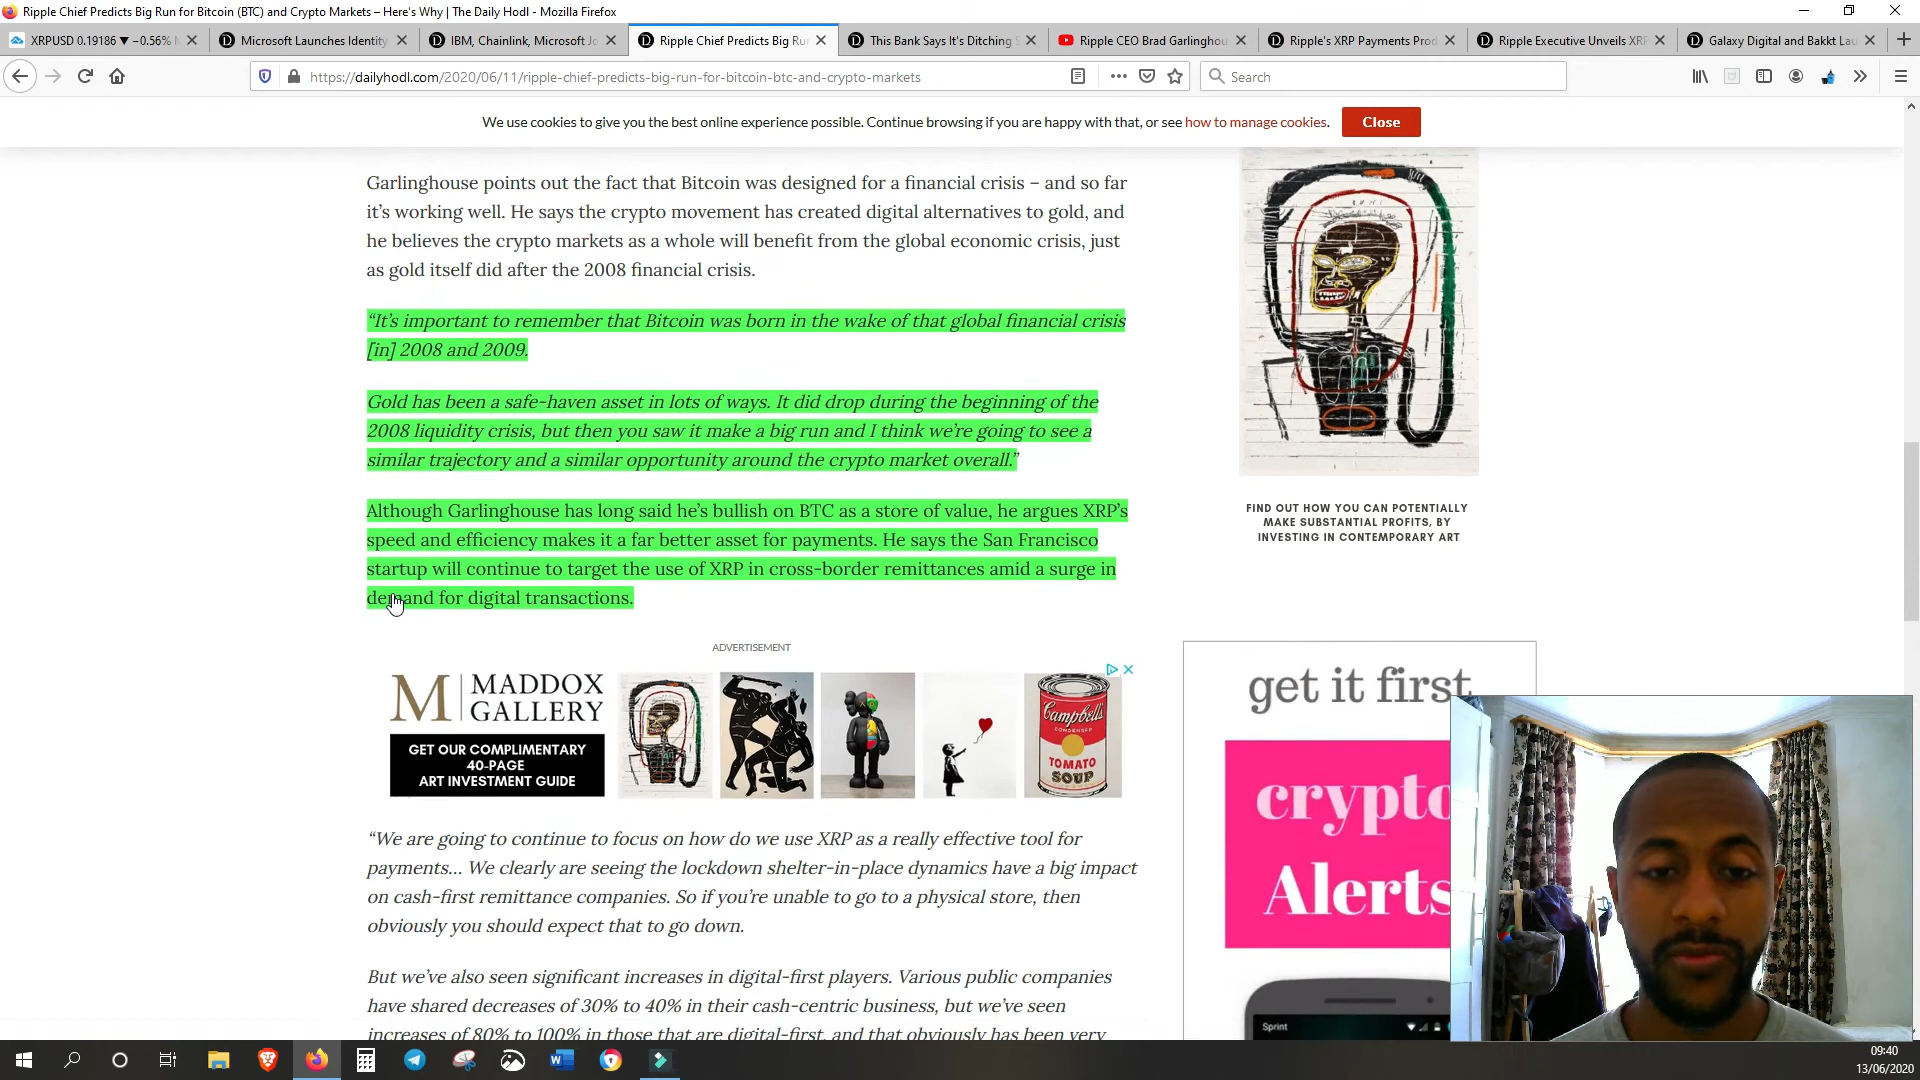 Ripple Chief Predicts Big Run for Bitcoin (BTC) and Crypto Markets – Here's Why | The Daily Hodl - Mozilla Firefox
XRPUSD 0.19186 ▼ −0.56%
Microsoft Launches Identity
IBM, Chainlink, Microsoft Jo
Ripple Chief Predicts Big Ru
This Bank Says It's Ditching
Ripple CEO Brad Garlinghou
Ripple's XRP Payments Prod
Ripple Executive Unveils XR
Galaxy Digital and Bakkt Lau
https://dailyhodl.com/2020/06/11/ripple-chief-predicts-big-run-for-bitcoin-btc-and-crypto-markets
Search
We use cookies to give you the best online experience possible. Continue browsing if you are happy with that, or see how to manage cookies.
Close
Garlinghouse points out the fact that Bitcoin was designed for a financial crisis – and so far
it’s working well. He says the crypto movement has created digital alternatives to gold, and
he believes the crypto markets as a whole will benefit from the global economic crisis, just
as gold itself did after the 2008 financial crisis.
“It’s important to remember that Bitcoin was born in the wake of that global financial crisis
[in] 2008 and 2009.
Gold has been a safe-haven asset in lots of ways. It did drop during the beginning of the
2008 liquidity crisis, but then you saw it make a big run and I think we’re going to see a
similar trajectory and a similar opportunity around the crypto market overall.”
Although Garlinghouse has long said he’s bullish on BTC as a store of value, he argues XRP’s
speed and efficiency makes it a far better asset for payments. He says the San Francisco
startup will continue to target the use of XRP in cross-border remittances amid a surge in
demand for digital transactions.
FIND OUT HOW YOU CAN POTENTIALLY
MAKE SUBSTANTIAL PROFITS, BY
INVESTING IN CONTEMPORARY ART
ADVERTISEMENT
M MADDOX
GALLERY
GET OUR COMPLIMENTARY
40-PAGE
ART INVESTMENT GUIDE
Campbell's
CONDENSED
TOMATO
SOUP
“We are going to continue to focus on how do we use XRP as a really effective tool for
payments… We clearly are seeing the lockdown shelter-in-place dynamics have a big impact
on cash-first remittance companies. So if you’re unable to go to a physical store, then
obviously you should expect that to go down.
But we’ve also seen significant increases in digital-first players. Various public companies
have shared decreases of 30% to 40% in their cash-centric business, but we’ve seen
increases of 80% to 100% in those that are digital-first, and that obviously has been very
get it first
crypto
Alerts
Sprint
09:40
13/06/2020